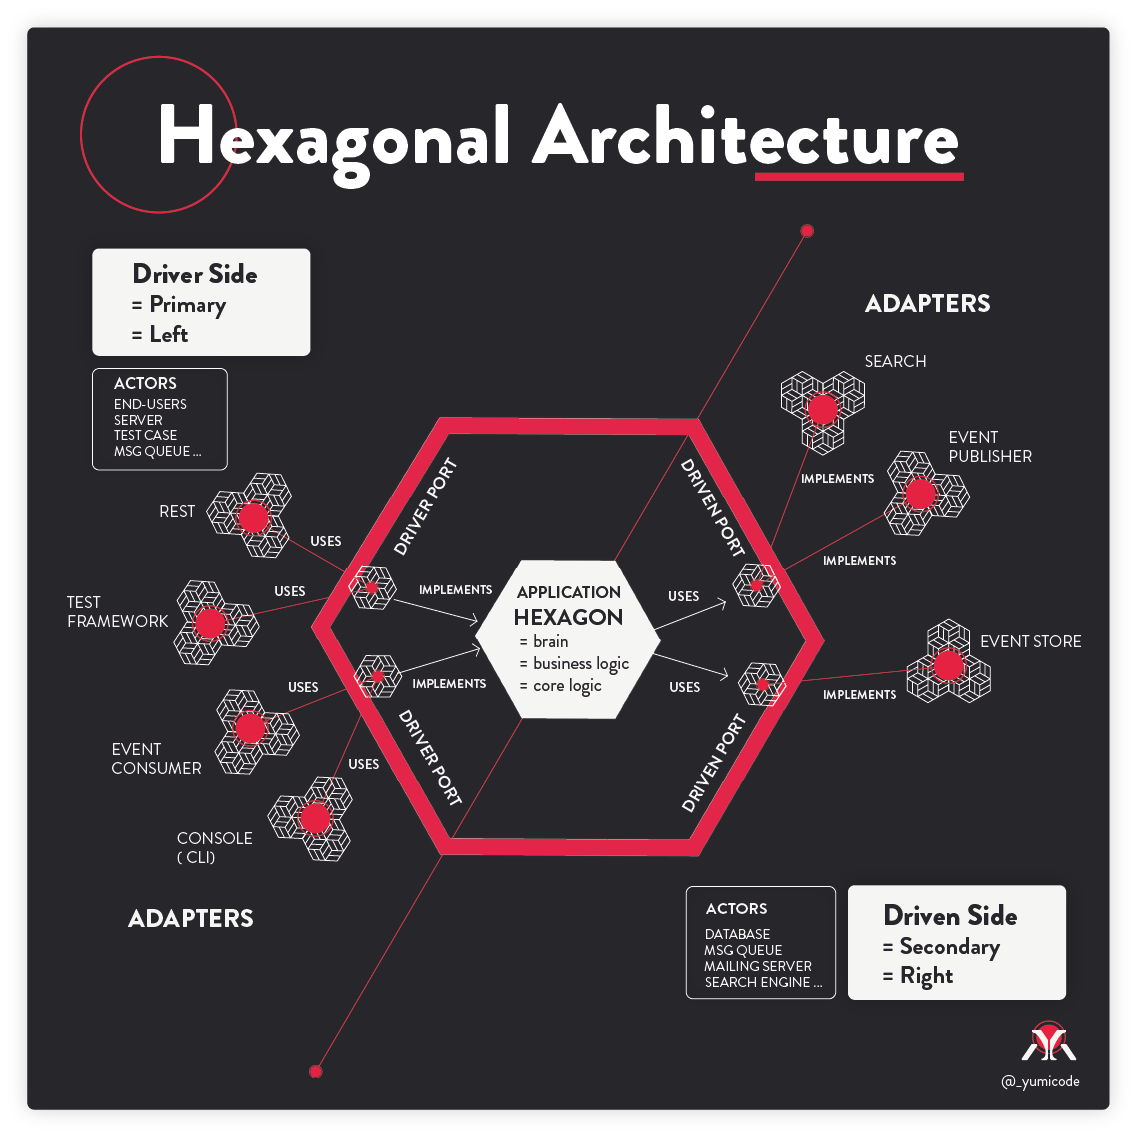 Hexagonal Architecture
Driver Side
= Primary
= Left
ACTORS
END-USERS
SERVER
TEST CASE
MSG QUEUE ...
ADAPTERS
SEARCH
EVENT
PUBLISHER
IMPLEMENTS
IMPLEMENTS
EVENT STORE
IMPLEMENTS
REST
USES
TEST
FRAMEWORK
USES
EVENT
CONSUMER
USES
CONSOLE
( CLI)
USES
ADAPTERS
DRIVER PORT
IMPLEMENTS
DRIVER PORT
IMPLEMENTS
APPLICATION
HEXAGON
= brain
= business logic
= core logic
USES
DRIVEN PORT
USES
DRIVEN PORT
ACTORS
DATABASE
MSG QUEUE
MAILING SERVER
SEARCH ENGINE ...
Driven Side
= Secondary
= Right
@_yumicode